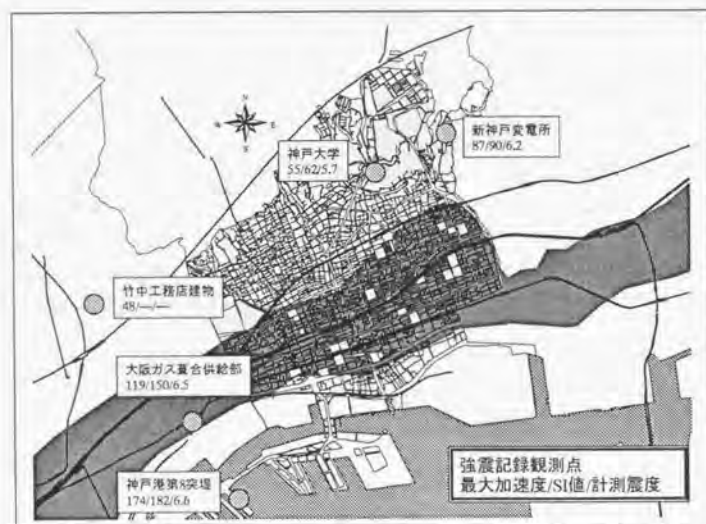 N
W
E
S
新神戸変電所
87/90/6.2
神戸大学
55/62/5.7
竹中工務店建物
48/—/—
大阪ガス葺合供給部
119/150/6.5
神戸港第8突堤
174/182/6.6
強震記録観測点
最大加速度/SI値/計測震度